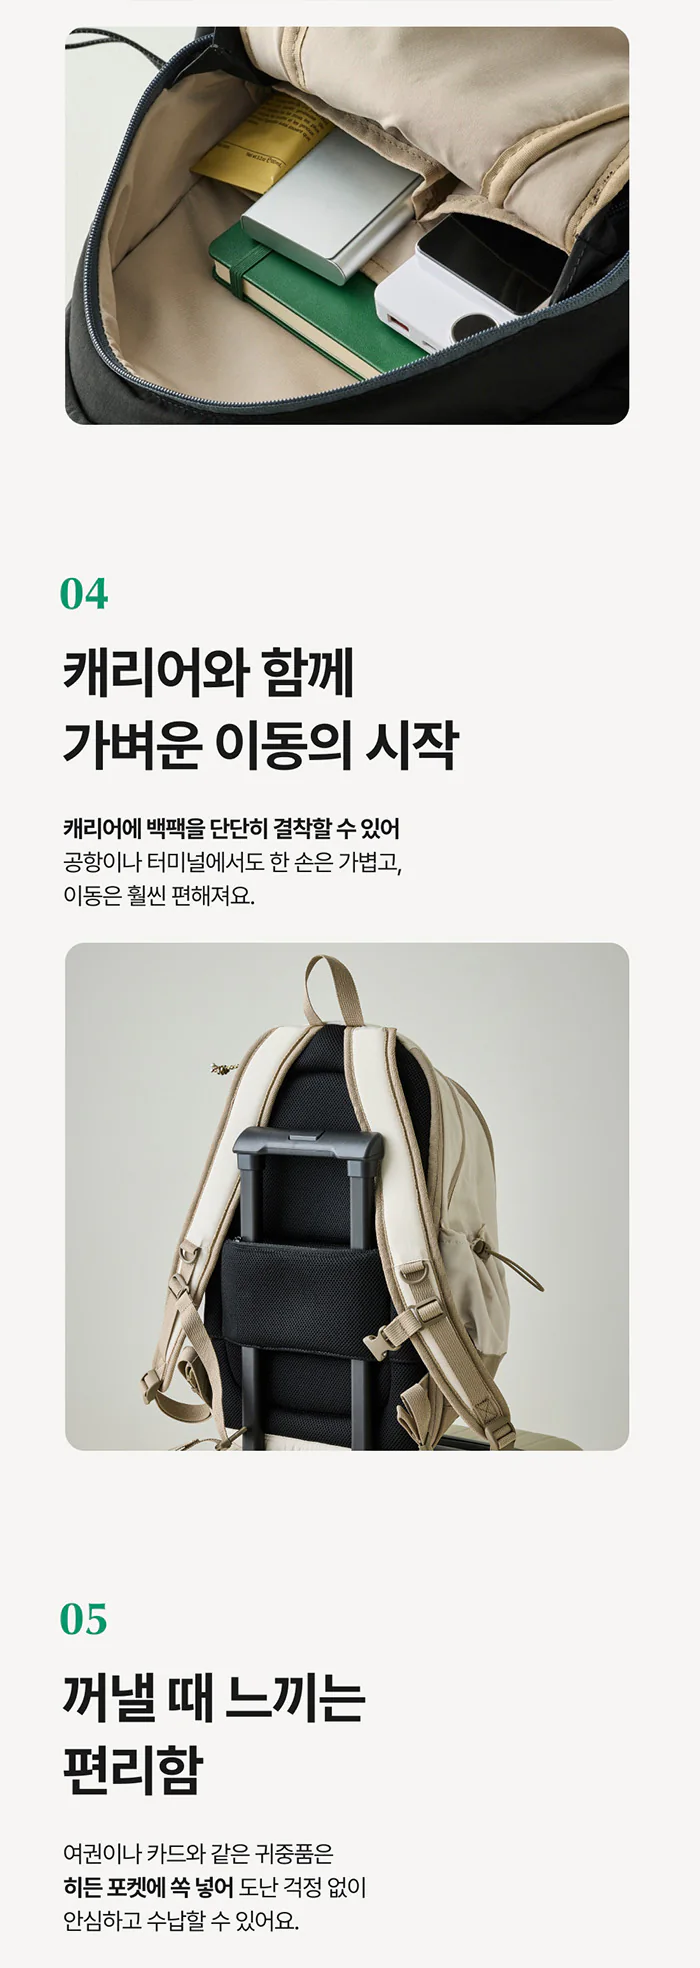 04
캐리어와 함께
가벼운 이동의 시작
캐리어에 백팩을 단단히 결착할 수 있어
공항이나 터미널에서도 한 손은 가볍고,
이동은 훨씬 편해져요.
05
꺼낼 때 느끼는
편리함
여권이나 카드와 같은 귀중품은
히든 포켓에 쏙 넣어 도난 걱정 없이
안심하고 수납할 수 있어요.